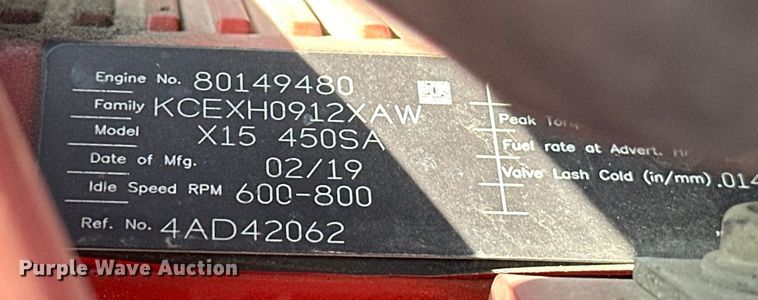 Engine No. 80149480
Family KCEXH0912XAW
Model X15 450SA
Date of Mfg. 02/19
Idle Speed RPM 600-800
Ref. No. 4AD42062
Peak
Fuel rate at Advert.
Valve Lash Cold (in/mm) .014
Purple Wave Auction